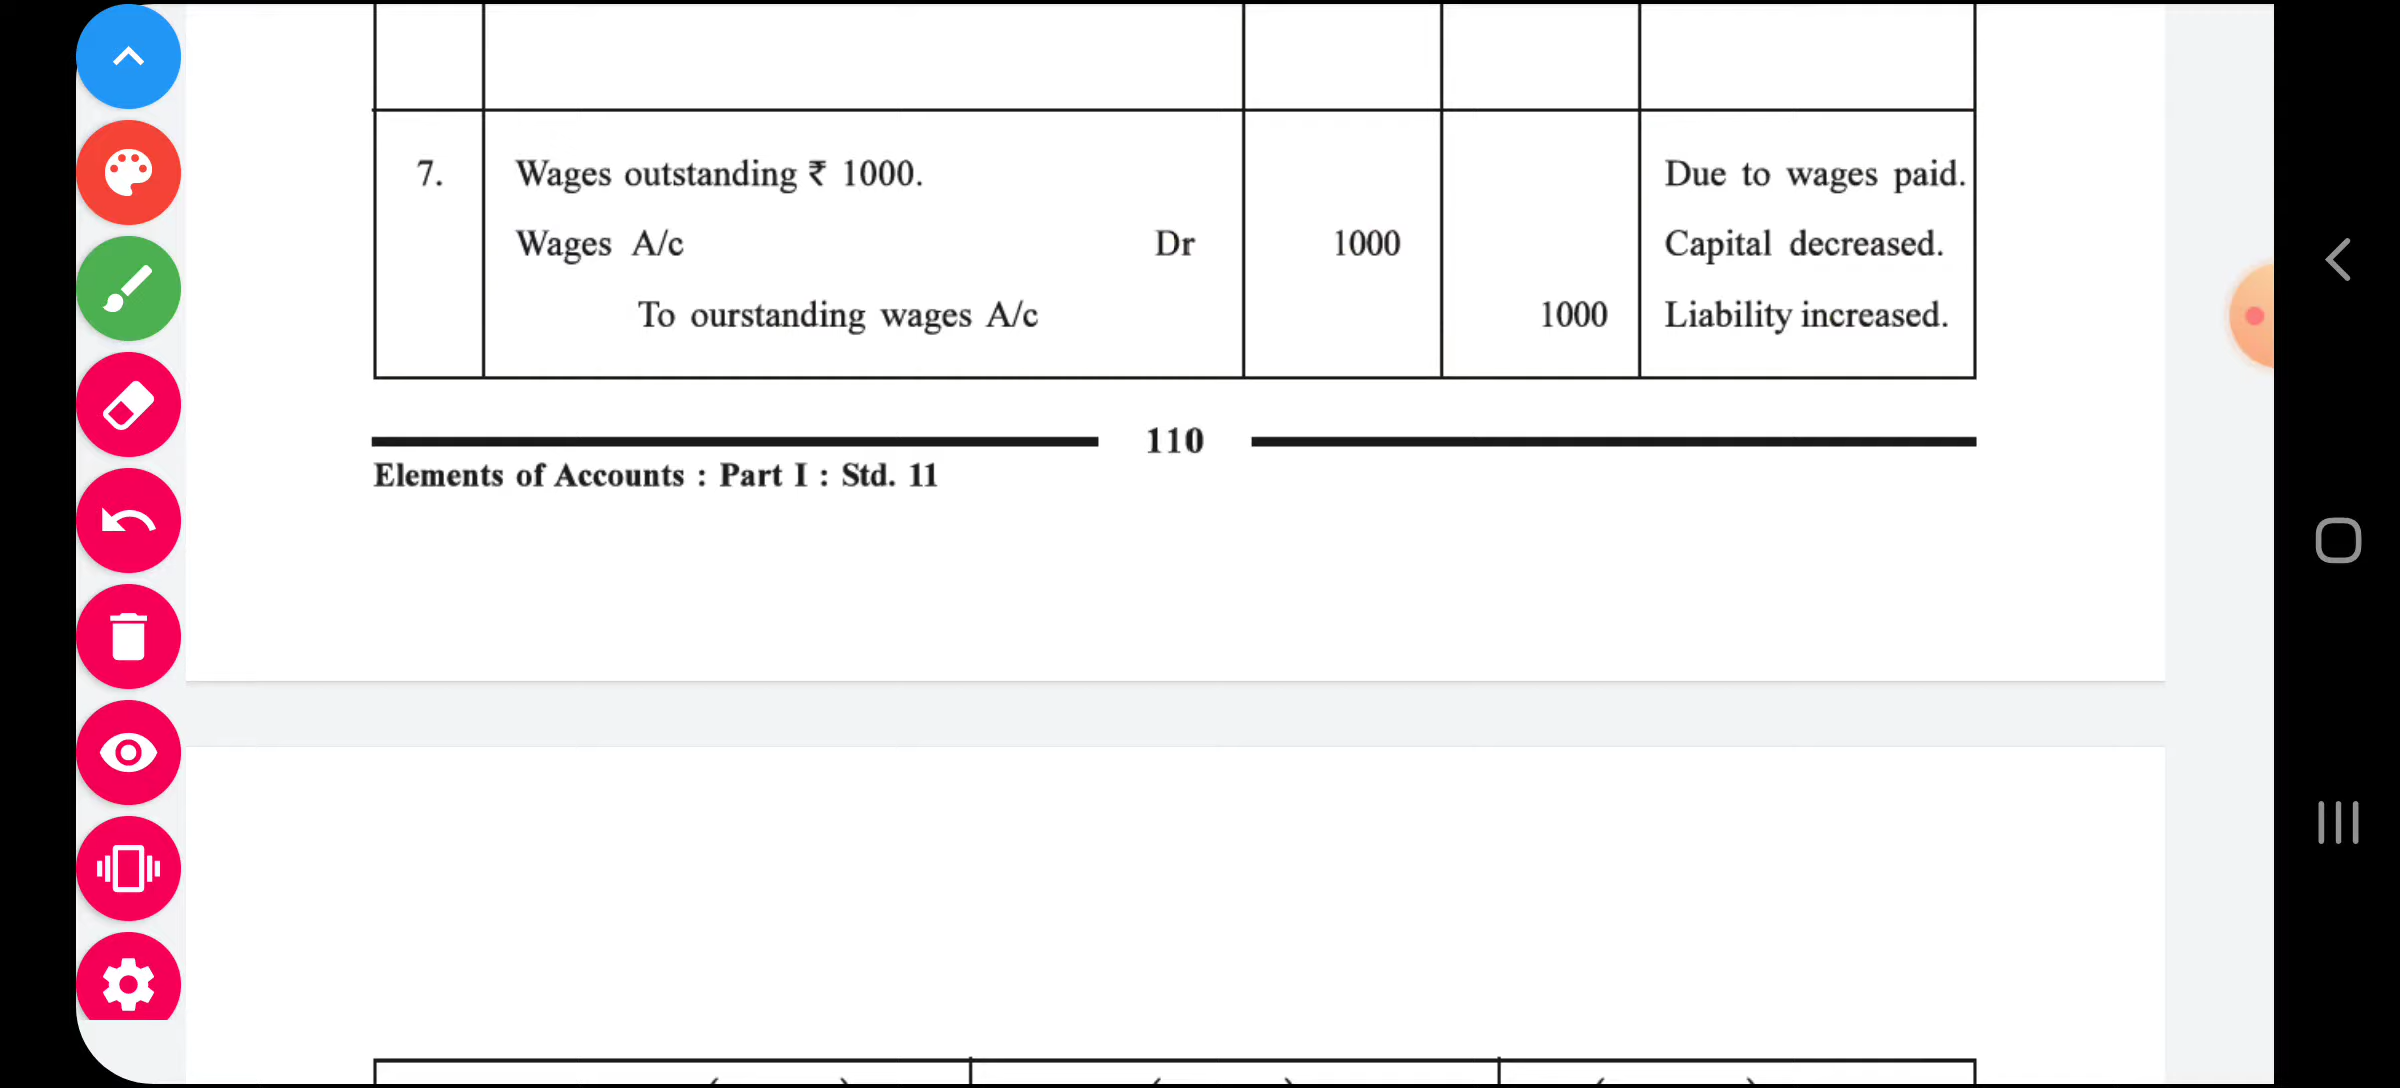 7. Wages outstanding ₹ 1000. Due to wages paid.
Wages A/c Dr 1000 Capital decreased.
To ourstanding wages A/c 1000 Liability increased.
110
Elements of Accounts : Part I : Std. 11